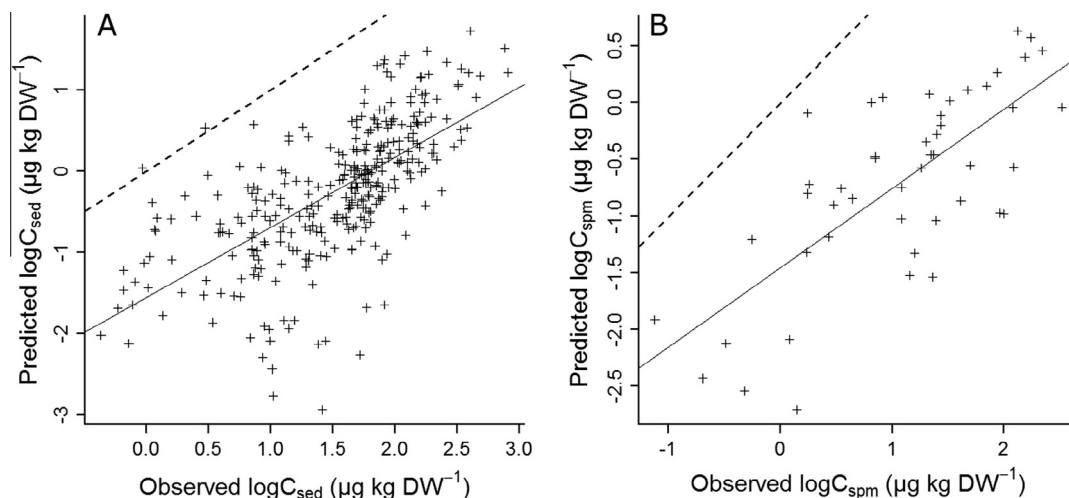 A
Predicted logC_sed (µg kg DW⁻¹)
1
0
-1
-2
-3
0.0 0.5 1.0 1.5 2.0 2.5 3.0
Observed logC_sed (µg kg DW⁻¹)
B
Predicted logC_spm (µg kg DW⁻¹)
0.5
0.0
-0.5
-1.0
-1.5
-2.0
-2.5
-1 0 1 2
Observed logC_spm (µg kg DW⁻¹)